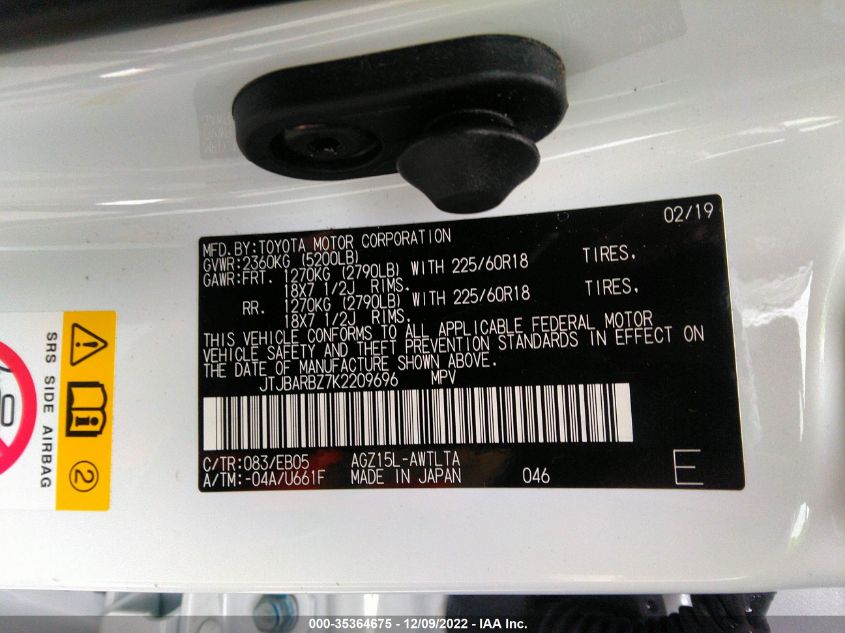 02/19
MFD.BY:TOYOTA MOTOR CORPORATION
GVWR:2360KG (5200LB)
GAWR:FRT. 1270KG (2790LB) WITH 225/60R18 TIRES.
18X7 1/2J RIMS.
RR. 1270KG (2790LB) WITH 225/60R18 TIRES.
18X7 1/2J RIMS.
THIS VEHICLE CONFORMS TO ALL APPLICABLE FEDERAL MOTOR
VEHICLE SAFETY AND THEFT PREVENTION STANDARDS IN EFFECT ON
THE DATE OF MANUFACTURE SHOWN ABOVE.
JTJBARBZ7K2209696 MPV
C/TR:083/EB05 AGZ15L-AWTLTA
A/TM:-04A/U661F MADE IN JAPAN 046 E
SRS SIDE AIRBAG
2
000-35364675 - 12/09/2022 - IAA Inc.